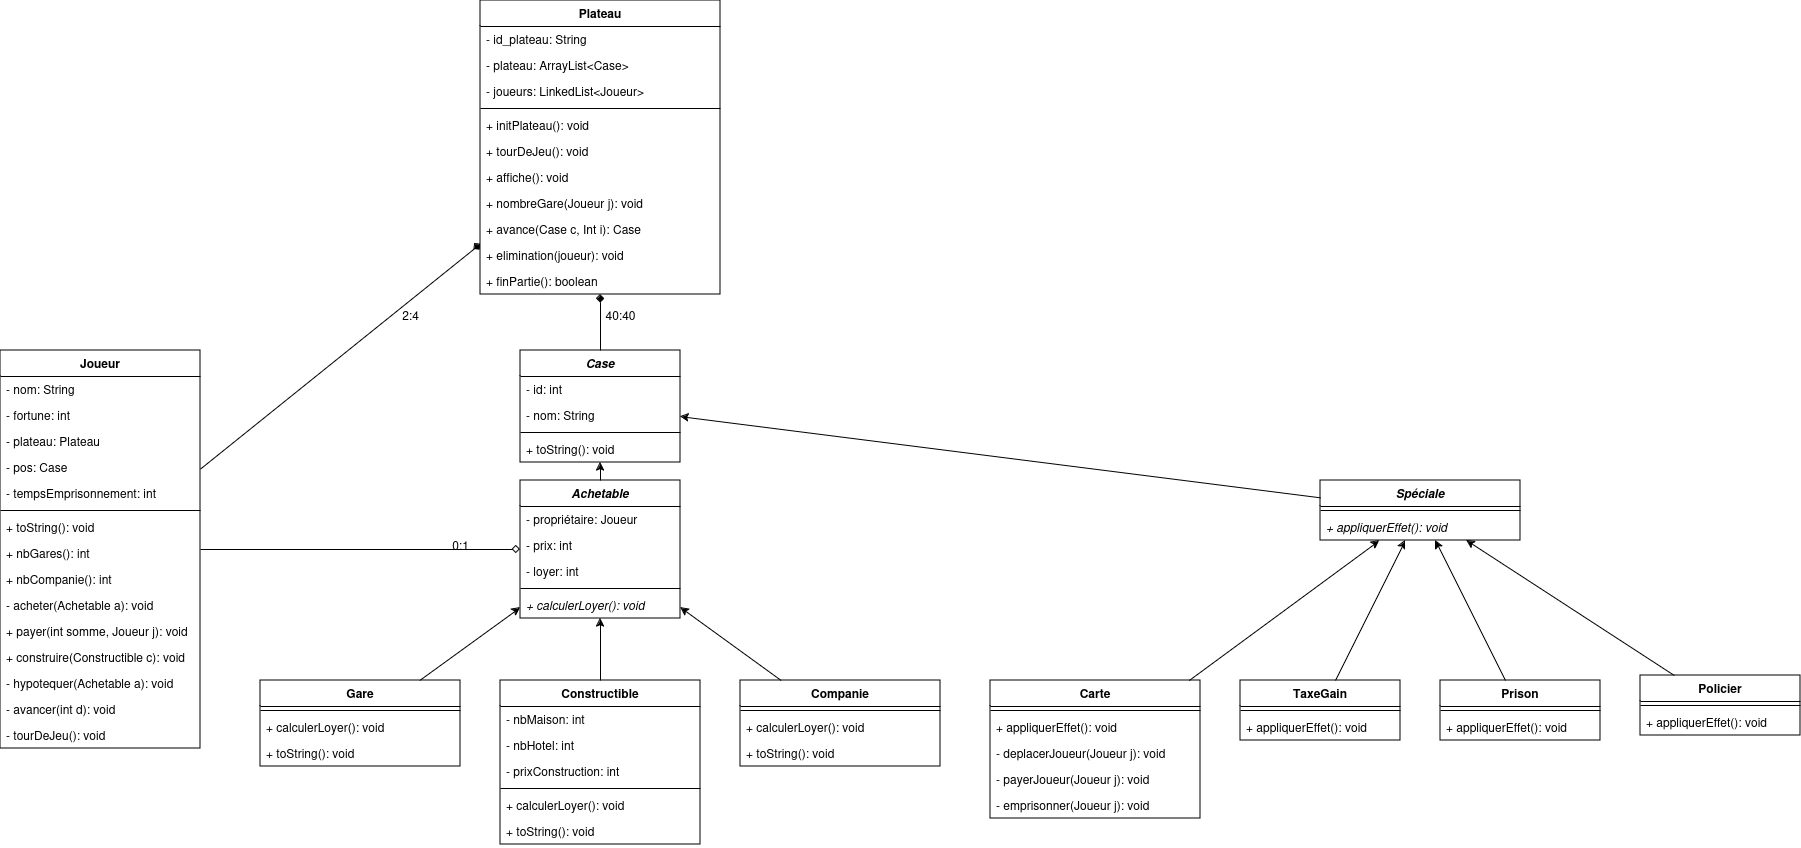 Plateau
- id_plateau: String
- plateau: ArrayList<Case>
- joueurs: LinkedList<Joueur>
+ initPlateau(): void
+ tourDeJeu(): void
+ affiche(): void
+ nombreGare(Joueur j): void
+ avance(Case c, Int i): Case
+ elimination(joueur): void
+ finPartie(): boolean
2:4
40:40
Joueur
- nom: String
- fortune: int
- plateau: Plateau
- pos: Case
- tempsEmprisonnement: int
+ toString(): void
+ nbGares(): int
+ nbCompanie(): int
- acheter(Achetable a): void
+ payer(int somme, Joueur j): void
+ construire(Constructible c): void
- hypotequer(Achetable a): void
- avancer(int d): void
- tourDeJeu(): void
Case
- id: int
- nom: String
+ toString(): void
0:1
Achetable
- propriétaire: Joueur
- prix: int
- loyer: int
+ calculerLoyer(): void
Spéciale
+ appliquerEffet(): void
Gare
+ calculerLoyer(): void
+ toString(): void
Constructible
- nbMaison: int
- nbHotel: int
- prixConstruction: int
+ calculerLoyer(): void
+ toString(): void
Companie
+ calculerLoyer(): void
+ toString(): void
Carte
+ appliquerEffet(): void
- deplacerJoueur(Joueur j): void
- payerJoueur(Joueur j): void
- emprisonner(Joueur j): void
TaxeGain
+ appliquerEffet(): void
Prison
+ appliquerEffet(): void
Policier
+ appliquerEffet(): void